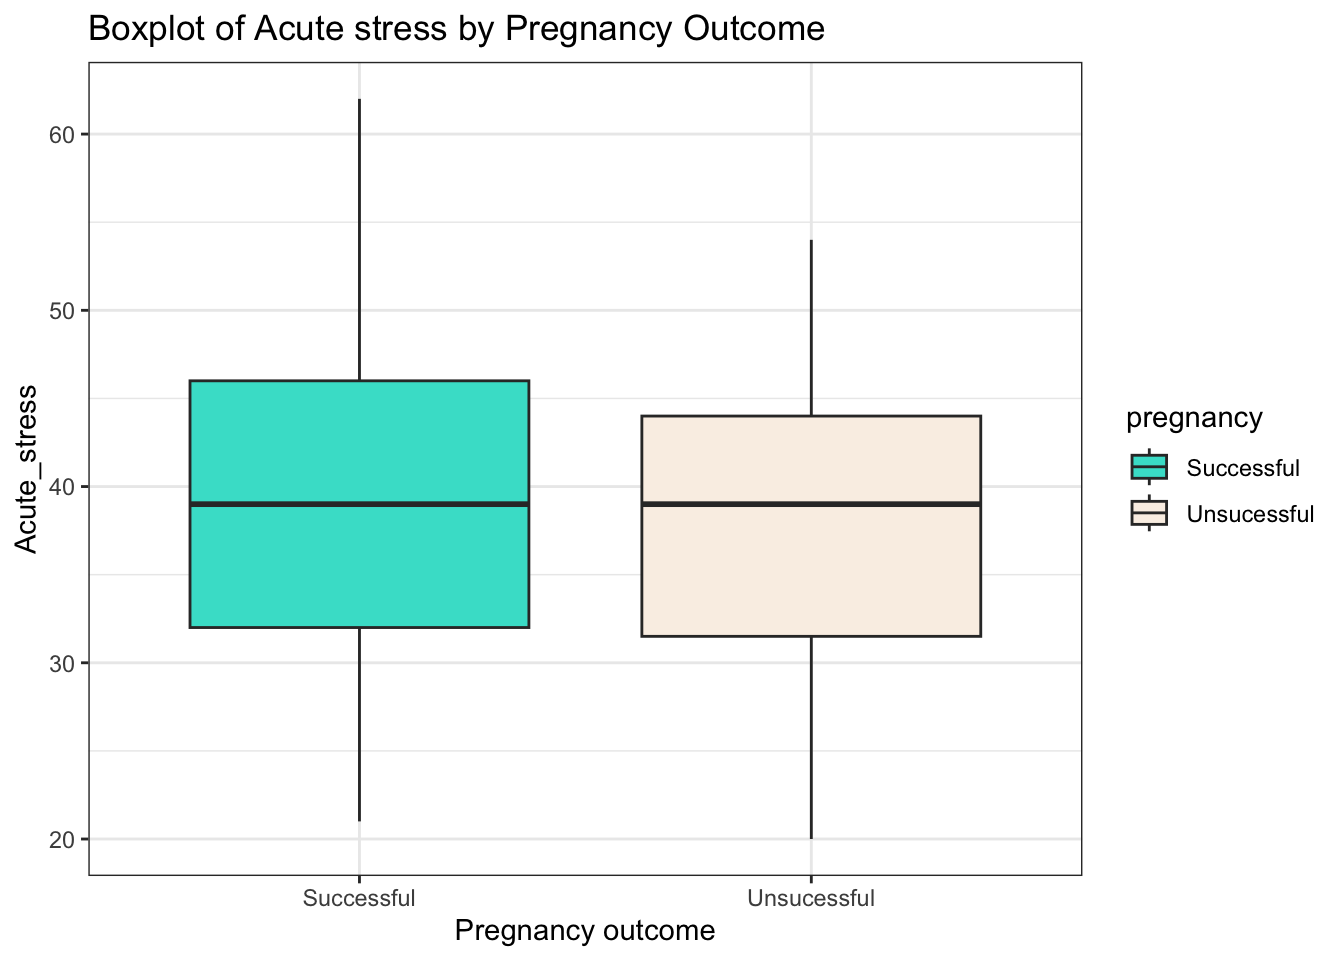 Boxplot of Acute stress by Pregnancy Outcome
Acute_stress
60
50
40
30
20
Successful
Unsucessful
Pregnancy outcome
pregnancy
Successful
Unsucessful